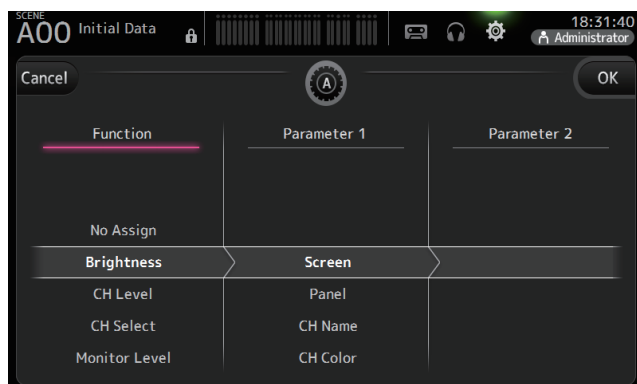 SCENE
A00 Initial Data
18:31:40
Administrator
Cancel
A
OK
Function
Parameter 1
Parameter 2
No Assign
Brightness
Screen
CH Level
Panel
CH Select
CH Name
Monitor Level
CH Color